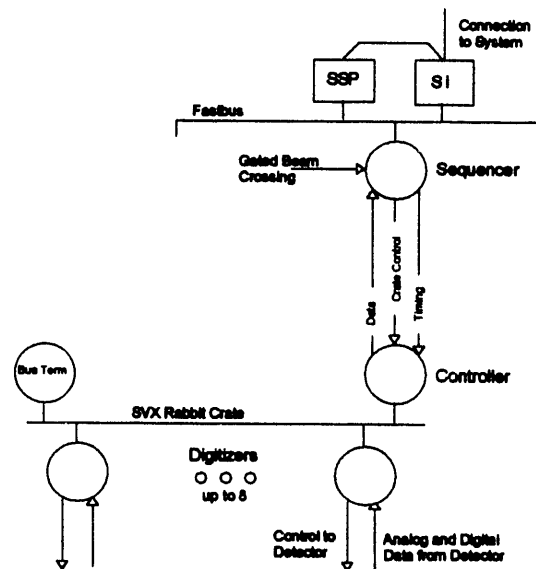 Connection
to System
SSP
SI
Fastbus
Gated Beam
Crossing
Sequencer
Data
Crate Control
Timing
Bus Term
Controller
SVX Rabbit Crate
Digitizers
up to 8
Control to
Detector
Analog and Digital
Data from Detector